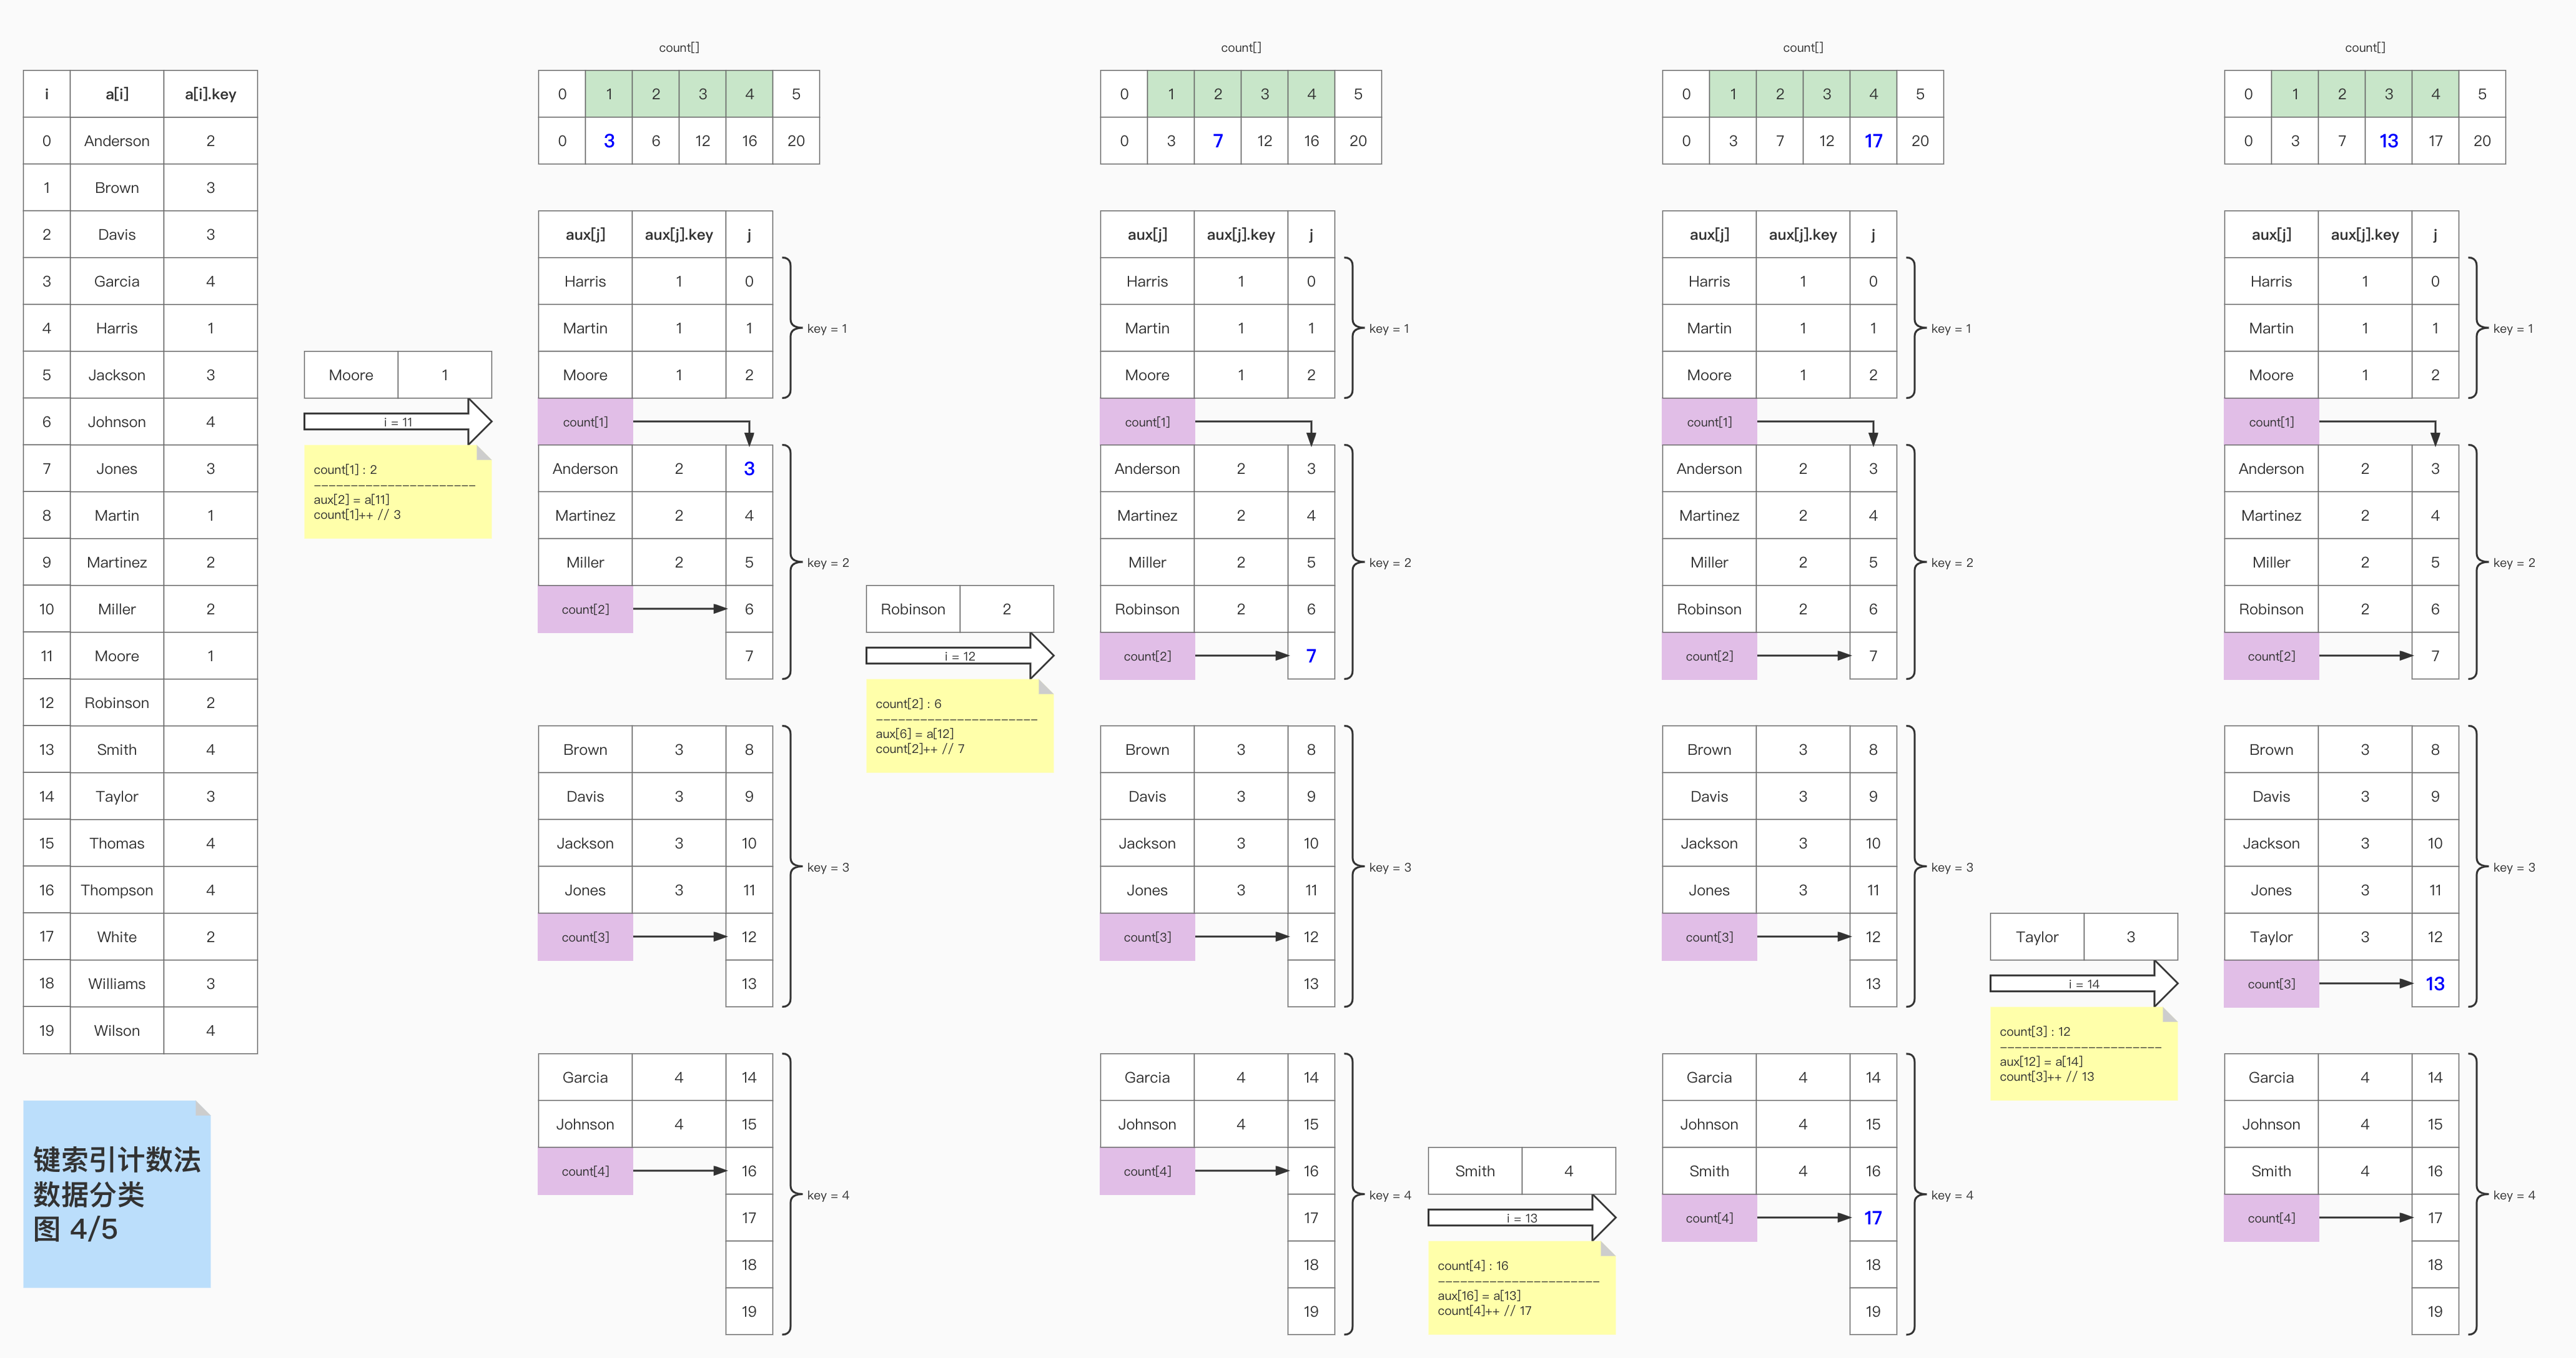 i a[i] a[i].key
0 Anderson 2
1 Brown 3
2 Davis 3
3 Garcia 4
4 Harris 1
5 Jackson 3
6 Johnson 4
7 Jones 3
8 Martin 1
9 Martinez 2
10 Miller 2
11 Moore 1
12 Robinson 2
13 Smith 4
14 Taylor 3
15 Thomas 4
16 Thompson 4
17 White 2
18 Williams 3
19 Wilson 4
键索引计数法
数据分类
图 4/5
Moore 1
i = 11
count[1] : 2
----------------------
aux[2] = a[11]
count[1]++ // 3
count[]
0 1 2 3 4 5
0 3 6 12 16 20
aux[j] aux[j].key j
Harris 1 0
Martin 1 1
Moore 1 2
key = 1
count[1]
Anderson 2 3
Martinez 2 4
Miller 2 5
count[2] 6
7
key = 2
Brown 3 8
Davis 3 9
Jackson 3 10
Jones 3 11
count[3] 12
13
key = 3
Garcia 4 14
Johnson 4 15
count[4] 16
17
18
19
key = 4
Robinson 2
i = 12
count[2] : 6
----------------------
aux[6] = a[12]
count[2]++ // 7
count[]
0 1 2 3 4 5
0 3 7 12 16 20
aux[j] aux[j].key j
Harris 1 0
Martin 1 1
Moore 1 2
key = 1
count[1]
Anderson 2 3
Martinez 2 4
Miller 2 5
Robinson 2 6
count[2] 7
key = 2
Brown 3 8
Davis 3 9
Jackson 3 10
Jones 3 11
count[3] 12
13
key = 3
Garcia 4 14
Johnson 4 15
count[4] 16
17
18
19
key = 4
Smith 4
i = 13
count[4] : 16
----------------------
aux[16] = a[13]
count[4]++ // 17
count[]
0 1 2 3 4 5
0 3 7 12 17 20
aux[j] aux[j].key j
Harris 1 0
Martin 1 1
Moore 1 2
key = 1
count[1]
Anderson 2 3
Martinez 2 4
Miller 2 5
Robinson 2 6
count[2] 7
key = 2
Brown 3 8
Davis 3 9
Jackson 3 10
Jones 3 11
count[3] 12
13
key = 3
Garcia 4 14
Johnson 4 15
Smith 4 16
count[4] 17
18
19
key = 4
Taylor 3
i = 14
count[3] : 12
----------------------
aux[12] = a[14]
count[3]++ // 13
count[]
0 1 2 3 4 5
0 3 7 13 17 20
aux[j] aux[j].key j
Harris 1 0
Martin 1 1
Moore 1 2
key = 1
count[1]
Anderson 2 3
Martinez 2 4
Miller 2 5
Robinson 2 6
count[2] 7
key = 2
Brown 3 8
Davis 3 9
Jackson 3 10
Jones 3 11
Taylor 3 12
count[3] 13
key = 3
Garcia 4 14
Johnson 4 15
Smith 4 16
count[4] 17
18
19
key = 4